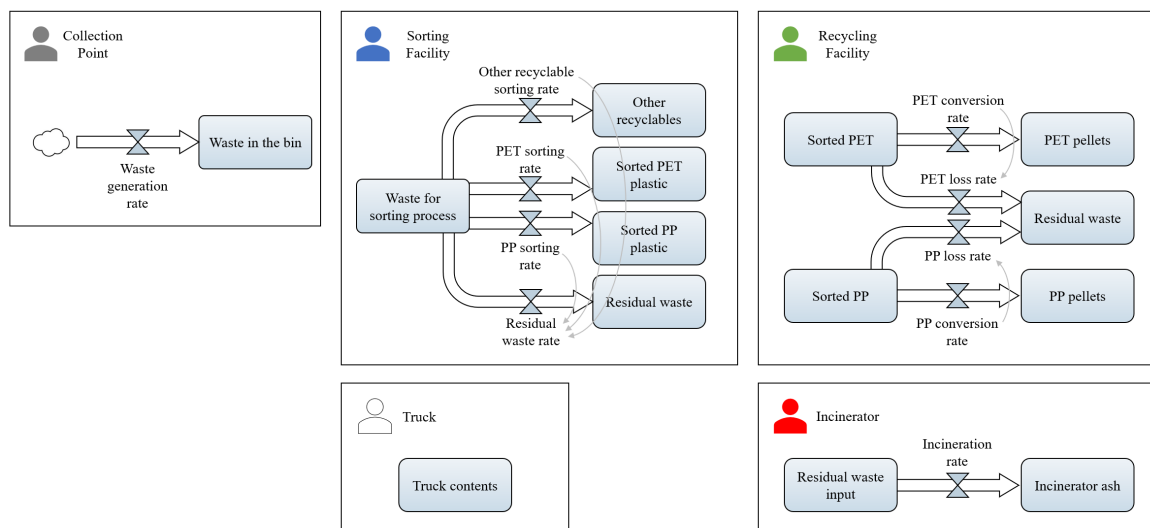 Collection
Point
Waste in the bin
Waste
generation
rate
Sorting
Facility
Other recyclable
sorting rate
Other
recyclables
PET sorting
rate
Sorted PET
plastic
Waste for
sorting process
Sorted PP
plastic
PP sorting
rate
Residual waste
Residual
waste rate
Recycling
Facility
PET conversion
rate
Sorted PET
PET pellets
PET loss rate
Residual waste
PP loss rate
Sorted PP
PP pellets
PP conversion
rate
Truck
Truck contents
Incinerator
Incineration
rate
Residual waste
input
Incinerator ash